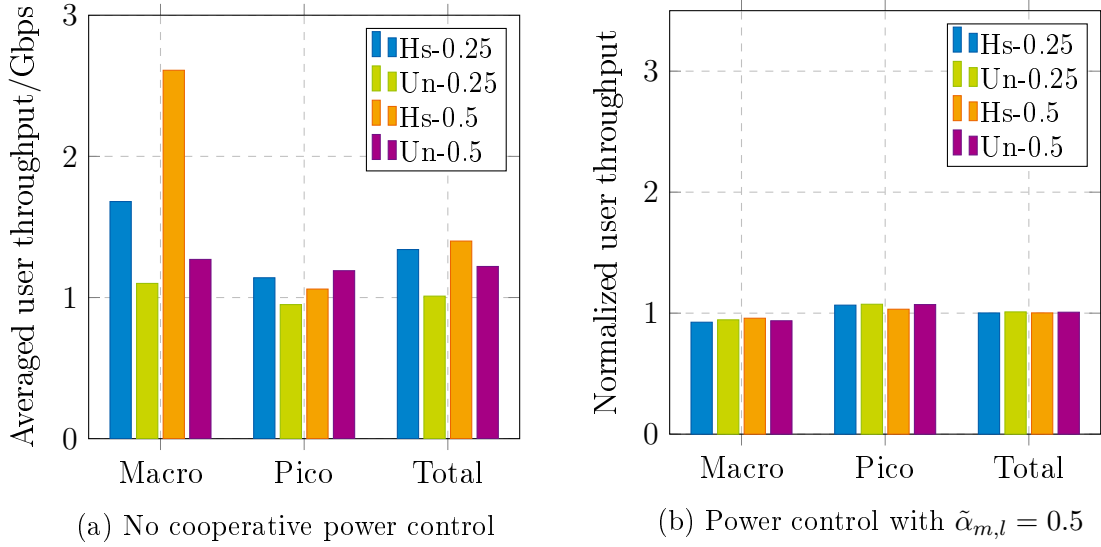 Averaged user throughput/Gbps
3
2
1
0
Hs-0.25
Un-0.25
Hs-0.5
Un-0.5
Macro Pico Total
(a) No cooperative power control
Normalized user throughput
3
2
1
0
Hs-0.25
Un-0.25
Hs-0.5
Un-0.5
Macro Pico Total
(b) Power control with α̃m,l = 0.5